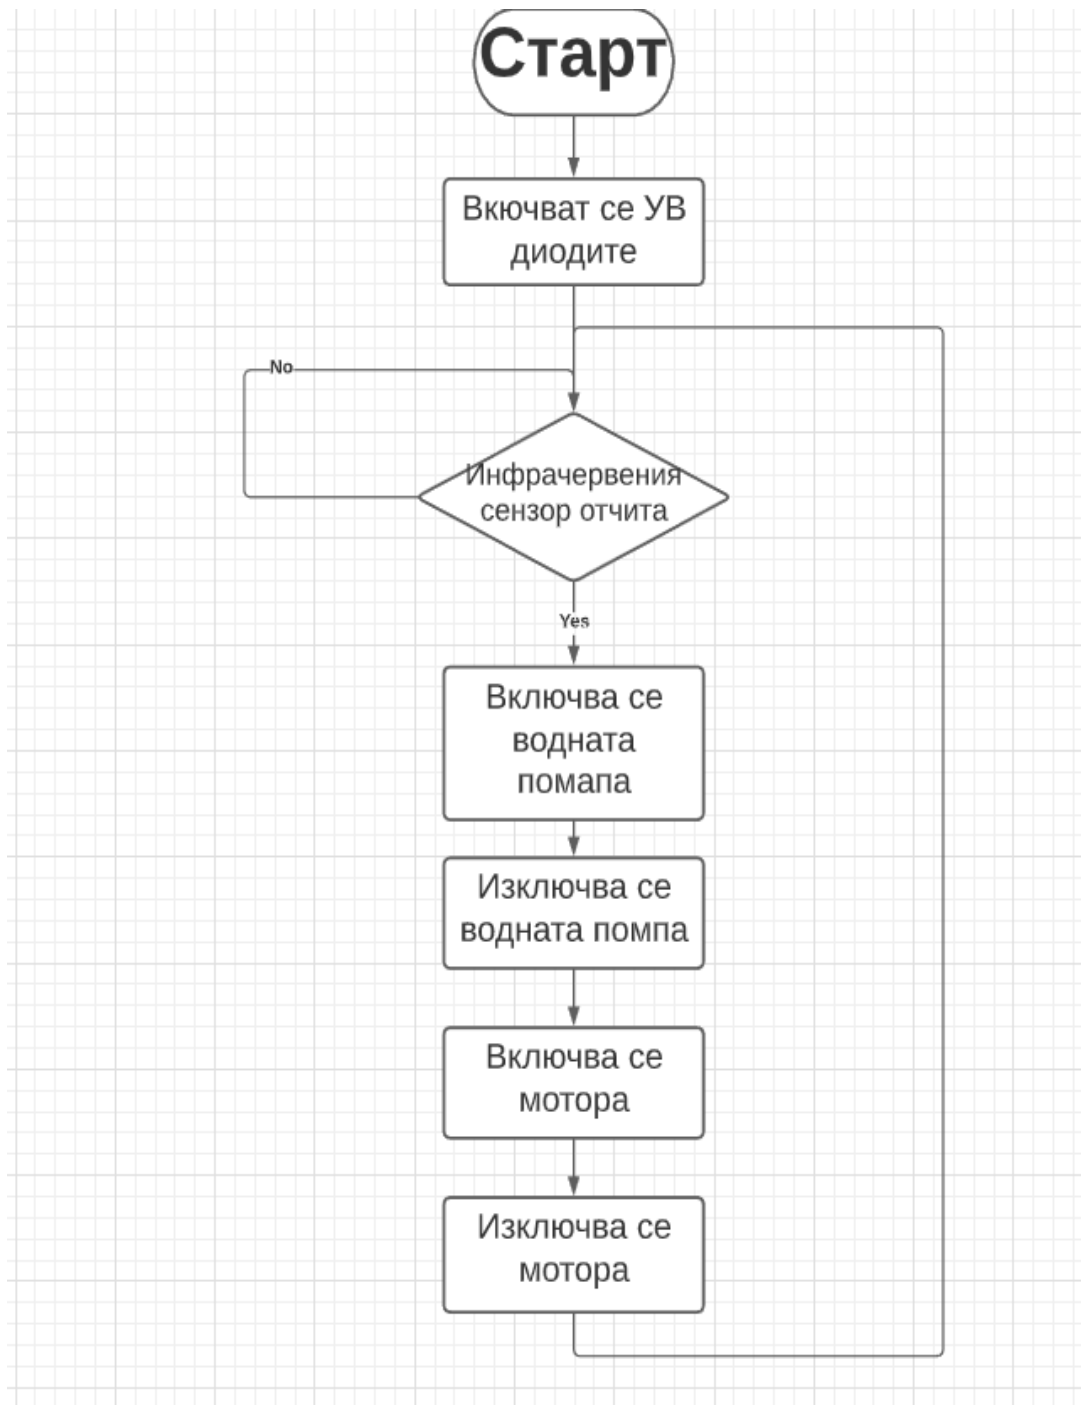 Старт
Вкючват се УВ
диодите
No
Инфрачервения
сензор отчита
Yes
Включва се
водната
помапа
Изключва се
водната помпа
Включва се
мотора
Изключва се
мотора